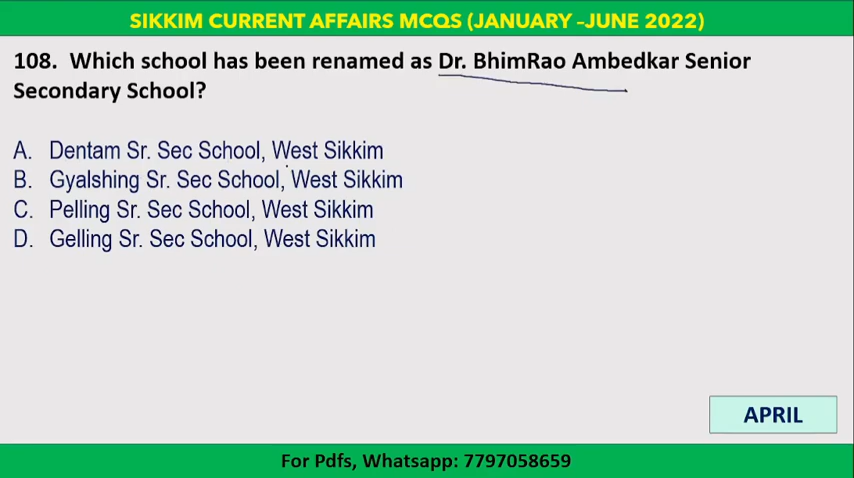 SIKKIM CURRENT AFFAIRS MCQS (JANUARY –JUNE 2022)
108. Which school has been renamed as Dr. BhimRao Ambedkar Senior
Secondary School?
A. Dentam Sr. Sec School, West Sikkim
B. Gyalshing Sr. Sec School, West Sikkim
C. Pelling Sr. Sec School, West Sikkim
D. Gelling Sr. Sec School, West Sikkim
APRIL
For Pdfs, Whatsapp: 7797058659